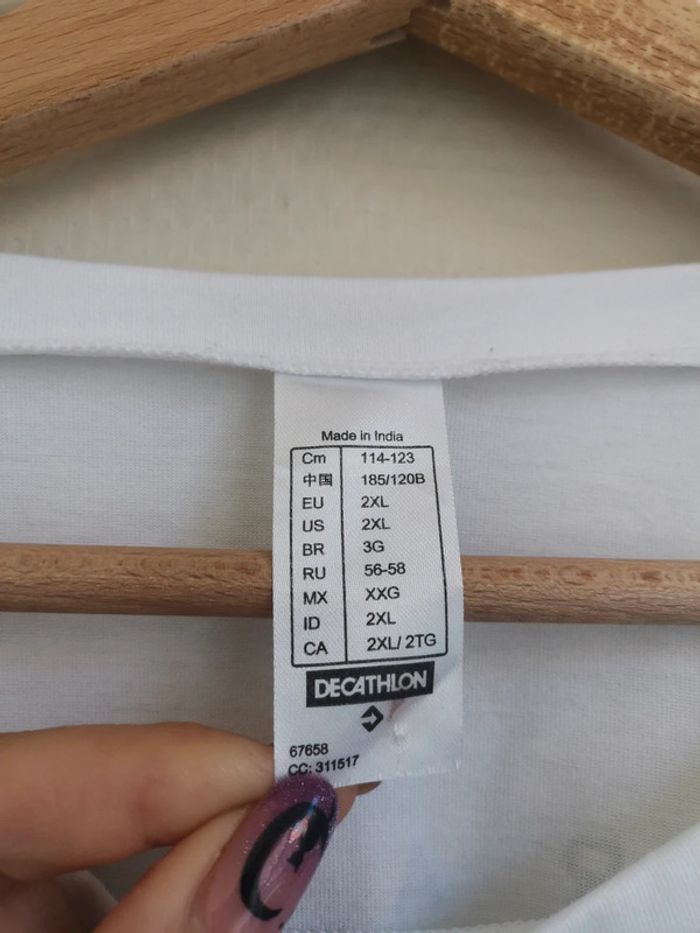 Made in India
Cm 114-123
中国 185/120B
EU 2XL
US 2XL
BR 3G
RU 56-58
MX XXG
ID 2XL
CA 2XL/ 2TG
DECATHLON
67658
CC: 311517